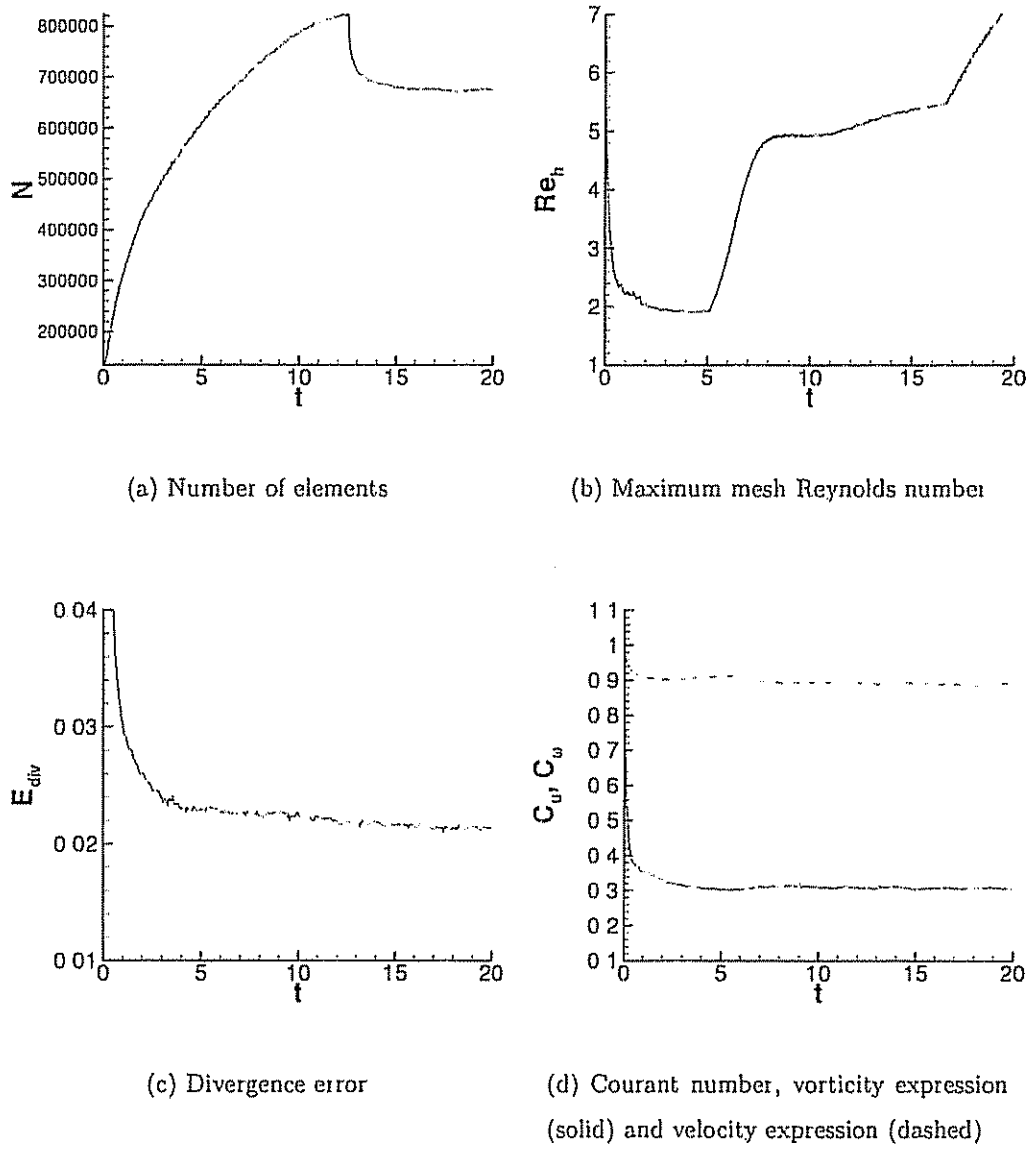 800000
700000
600000
500000
400000
300000
200000
N
0 5 10 15 20
t
(a) Number of elements
7
6
5
4
3
2
1
Re_h
0 5 10 15 20
t
(b) Maximum mesh Reynolds number
0 04
0 03
0 02
0 01
E_div
0 5 10 15 20
t
(c) Divergence error
1 1
1
0 9
0 8
0 7
0 6
0 5
0 4
0 3
0 2
0 1
C_u, C_ω
0 5 10 15 20
t
(d) Courant number, vorticity expression
(solid) and velocity expression (dashed)